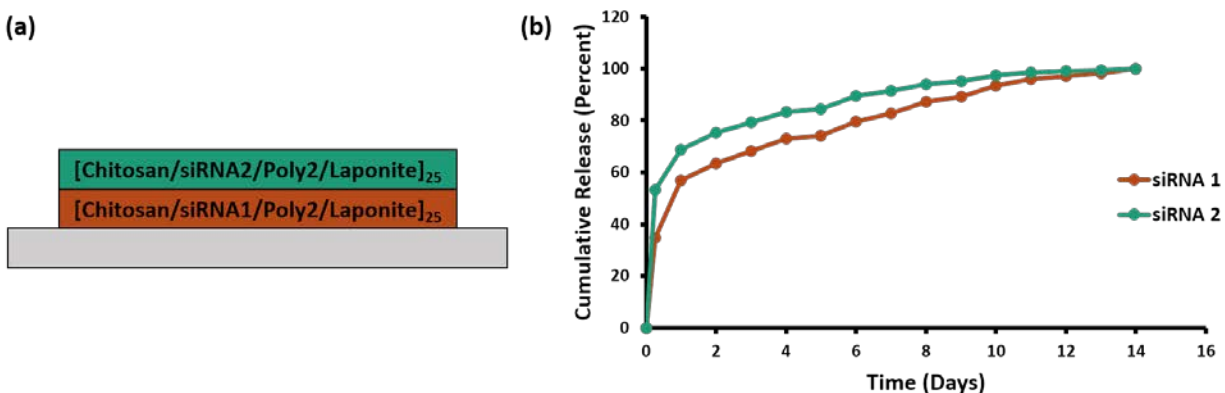 (a)
[Chitosan/siRNA2/Poly2/Laponite]25
[Chitosan/siRNA1/Poly2/Laponite]25
(b)
Cumulative Release (Percent)
120
100
80
60
40
20
0
0 2 4 6 8 10 12 14 16
Time (Days)
siRNA 1
siRNA 2